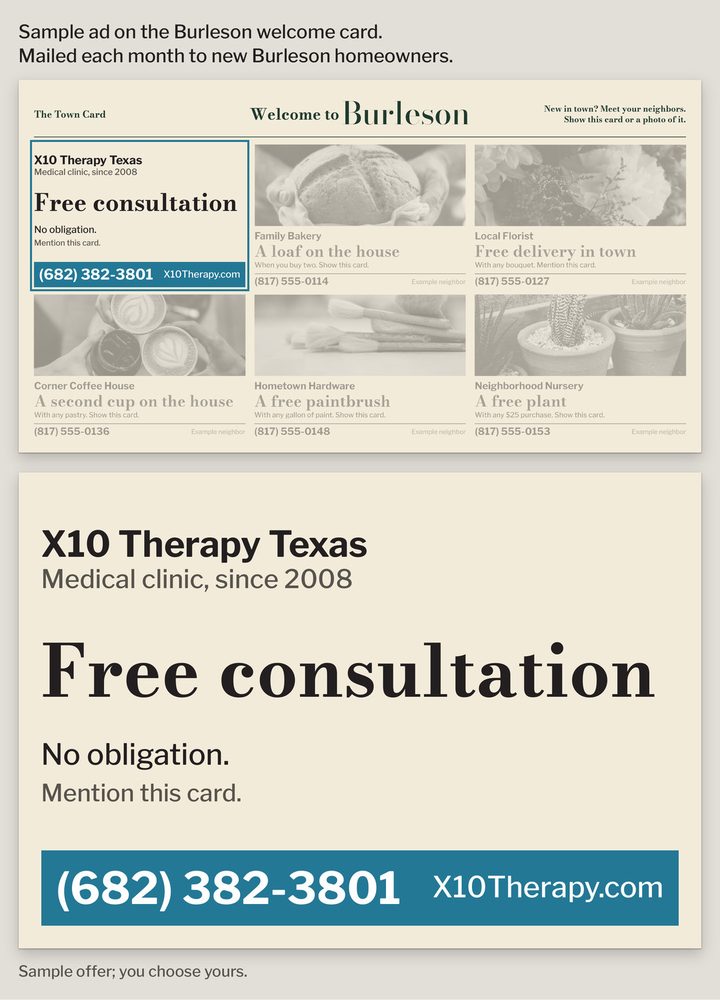 Sample ad on the Burleson welcome card.
Mailed each month to new Burleson homeowners.
The Town Card
Welcome to Burleson
New in town? Meet your neighbors.
Show this card or a photo of it.
X10 Therapy Texas
Medical clinic, since 2008
Free consultation
No obligation.
Mention this card.
(682) 382-3801 X10Therapy.com
Family Bakery
A loaf on the house
When you buy two. Show this card.
(817) 555-0114 Example neighbor
Local Florist
Free delivery in town
With any bouquet. Mention this card.
(817) 555-0127 Example neighbor
Corner Coffee House
A second cup on the house
With any pastry. Show this card.
(817) 555-0136 Example neighbor
Hometown Hardware
A free paintbrush
With any gallon of paint. Show this card.
(817) 555-0148 Example neighbor
Neighborhood Nursery
A free plant
With any $25 purchase. Show this card.
(817) 555-0153 Example neighbor
X10 Therapy Texas
Medical clinic, since 2008
Free consultation
No obligation.
Mention this card.
(682) 382-3801 X10Therapy.com
Sample offer; you choose yours.